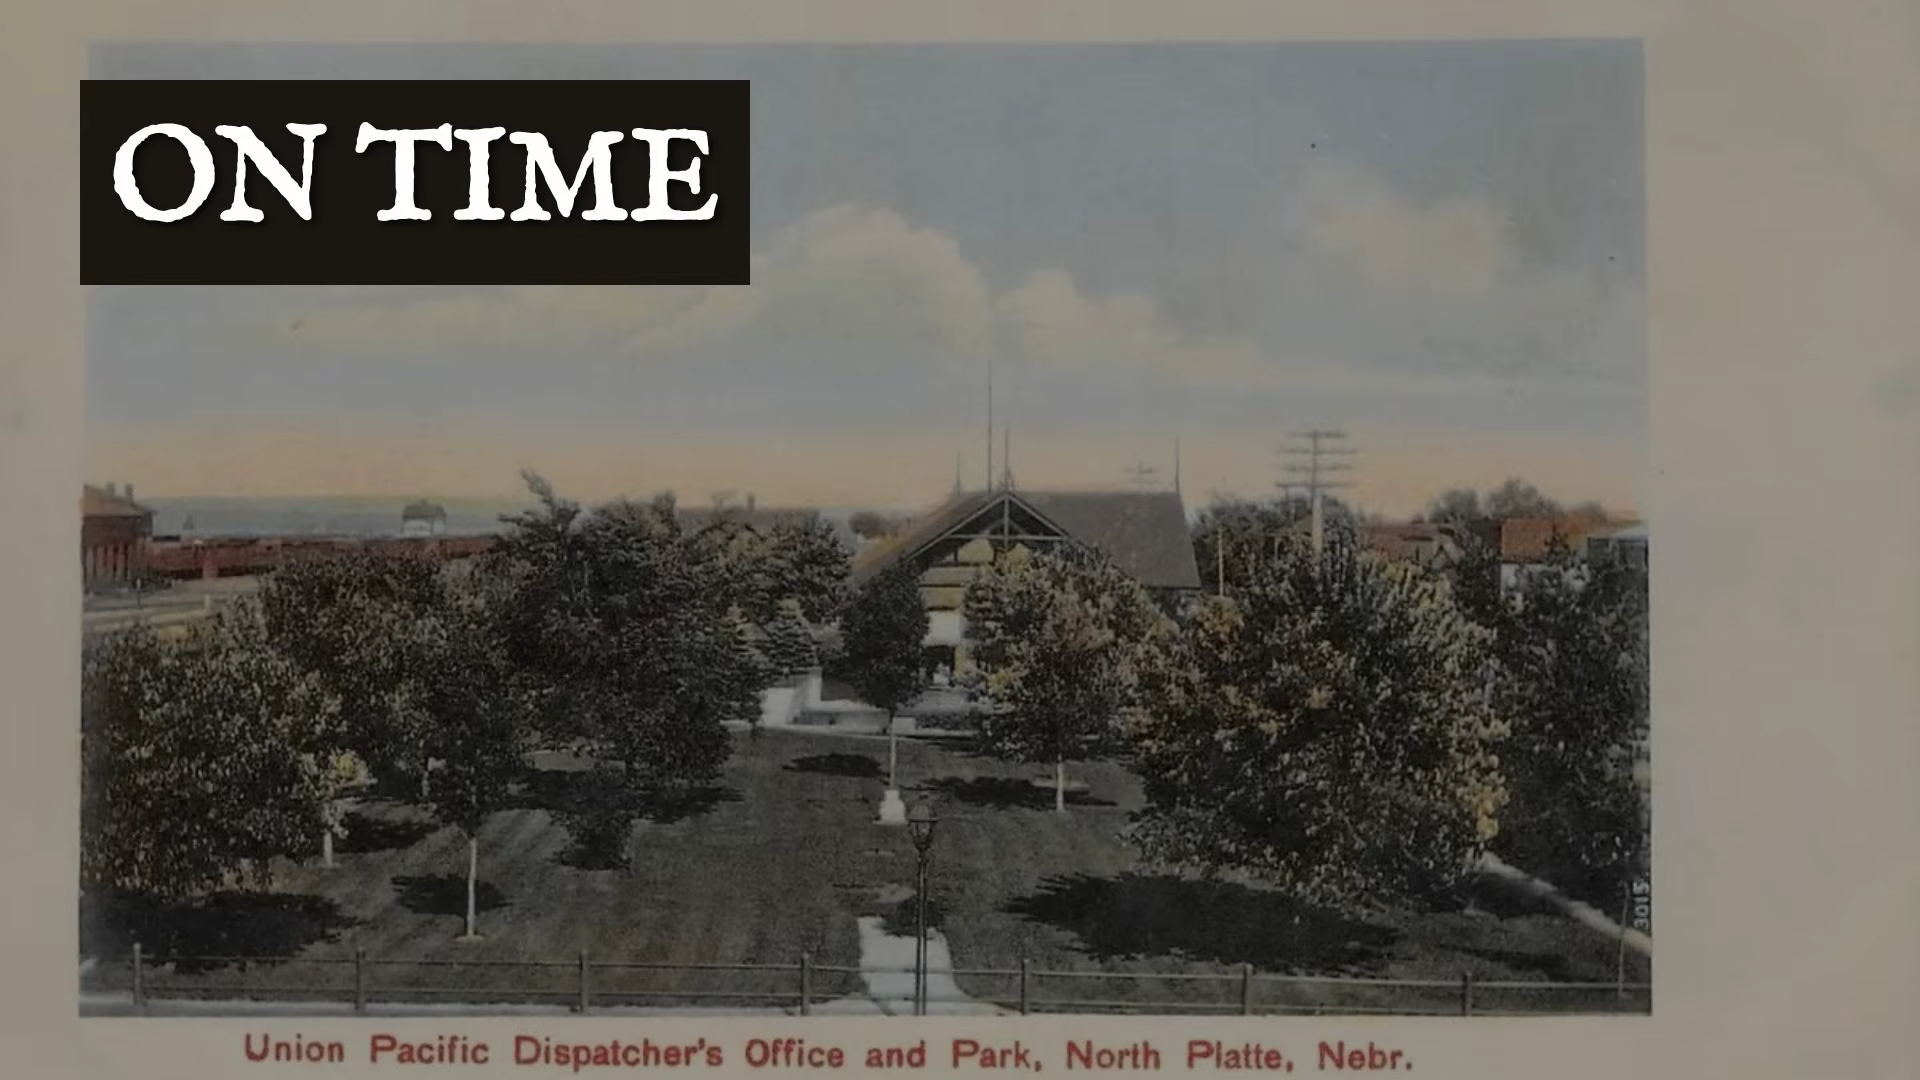 ON TIME
3015
Union Pacific Dispatcher's Office and Park, North Platte, Nebr.